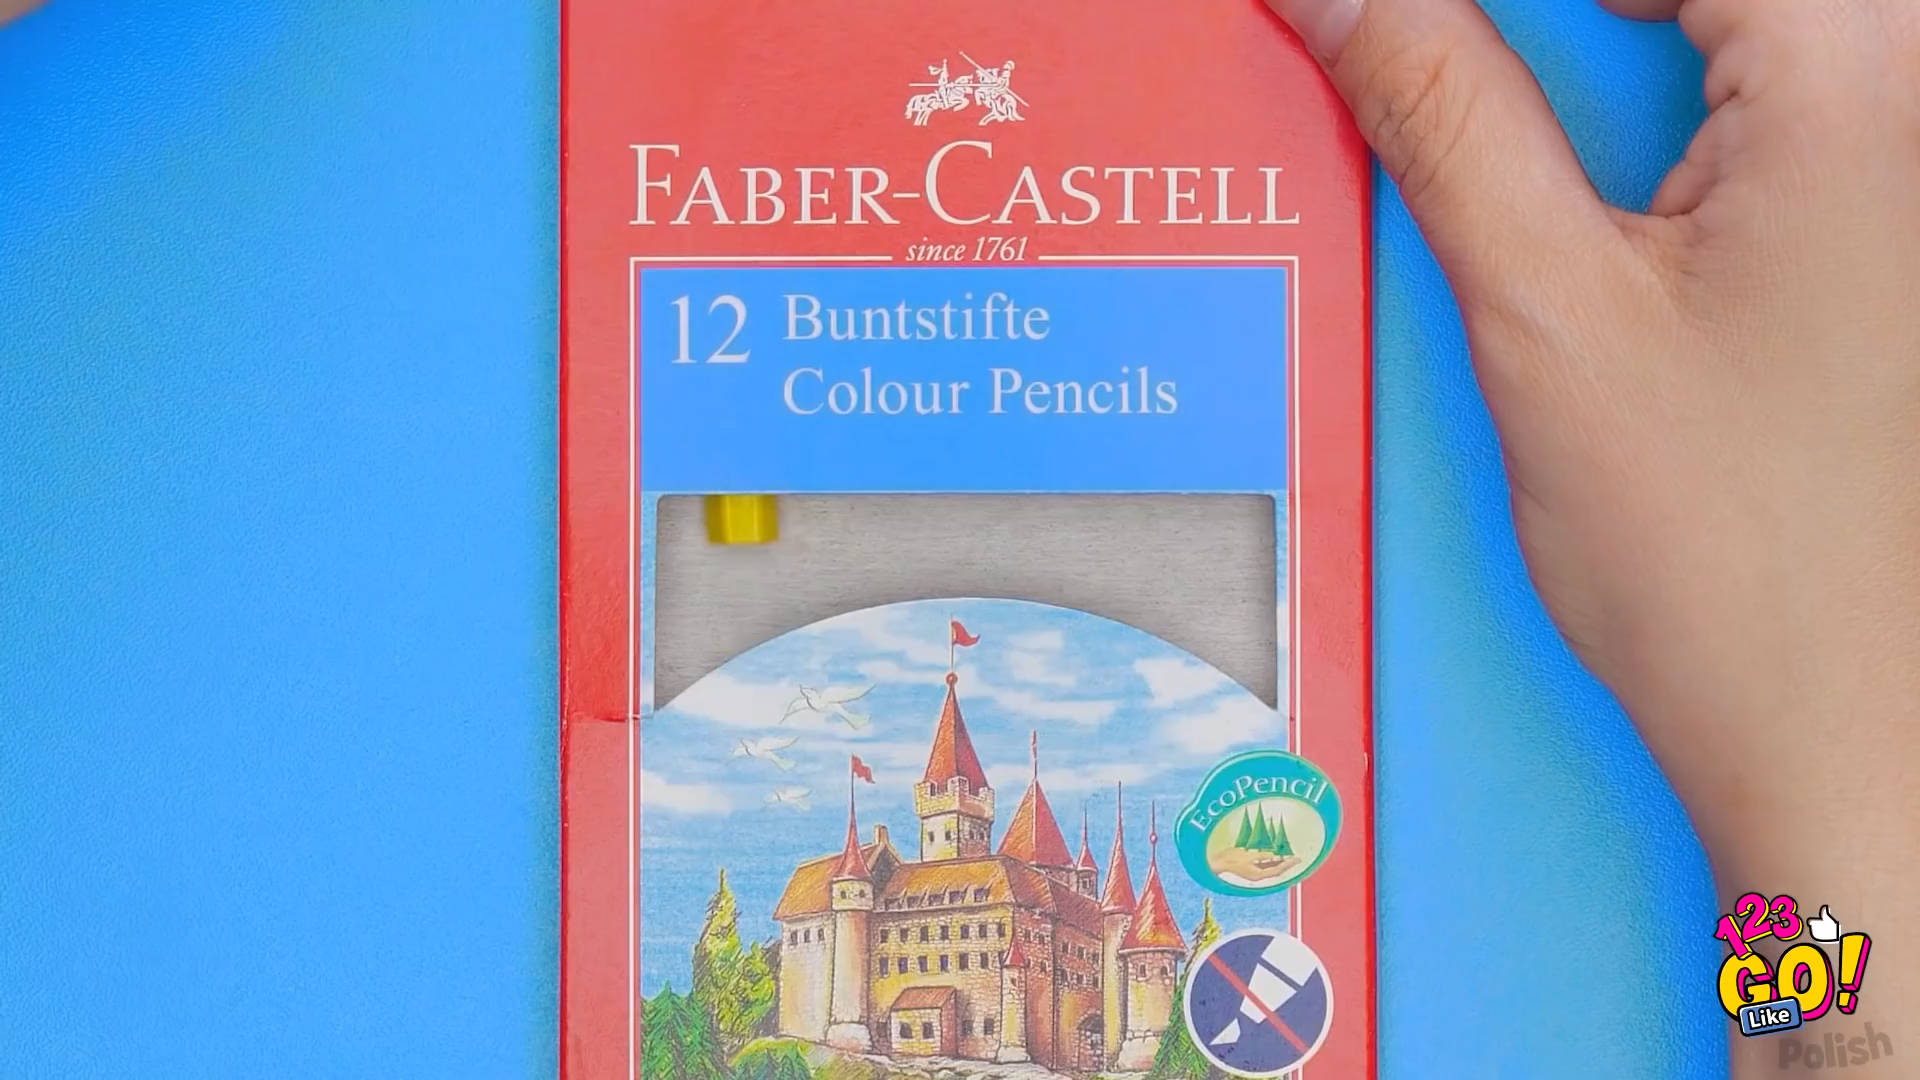 FABER-CASTELL
since 1761
12 Buntstifte
Colour Pencils
EcoPencil
123
GO!
Like
Polish